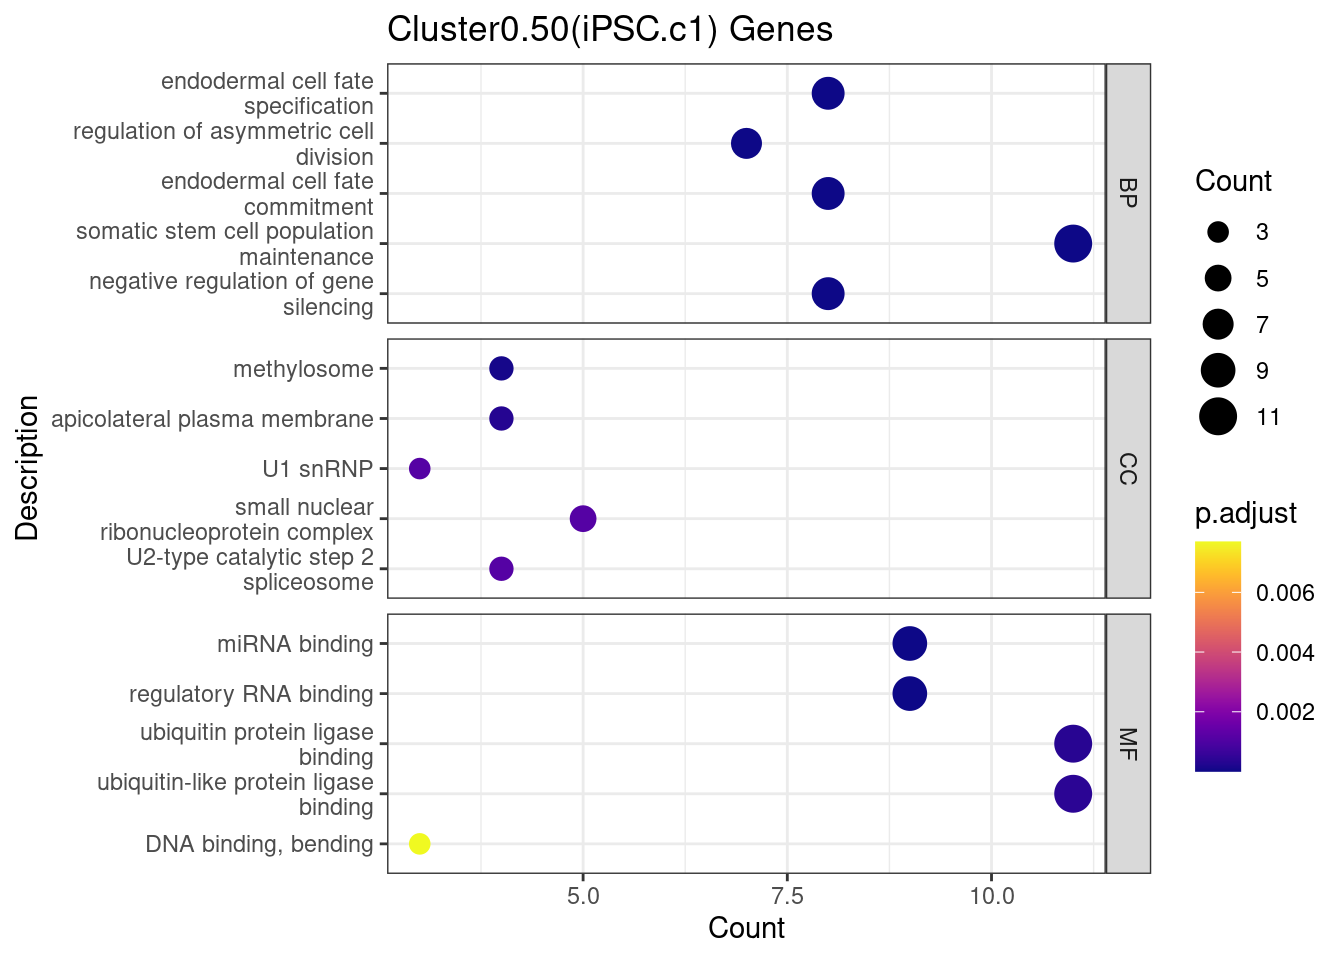 Cluster0.50(iPSC.c1) Genes
endodermal cell fate
specification
regulation of asymmetric cell
division
endodermal cell fate
commitment
somatic stem cell population
maintenance
negative regulation of gene
silencing
BP
methylosome
apicolateral plasma membrane
U1 snRNP
small nuclear
ribonucleoprotein complex
U2-type catalytic step 2
spliceosome
CC
miRNA binding
regulatory RNA binding
ubiquitin protein ligase
binding
ubiquitin-like protein ligase
binding
DNA binding, bending
MF
Description
5.0 7.5 10.0
Count
Count
3
5
7
9
11
p.adjust
0.006
0.004
0.002